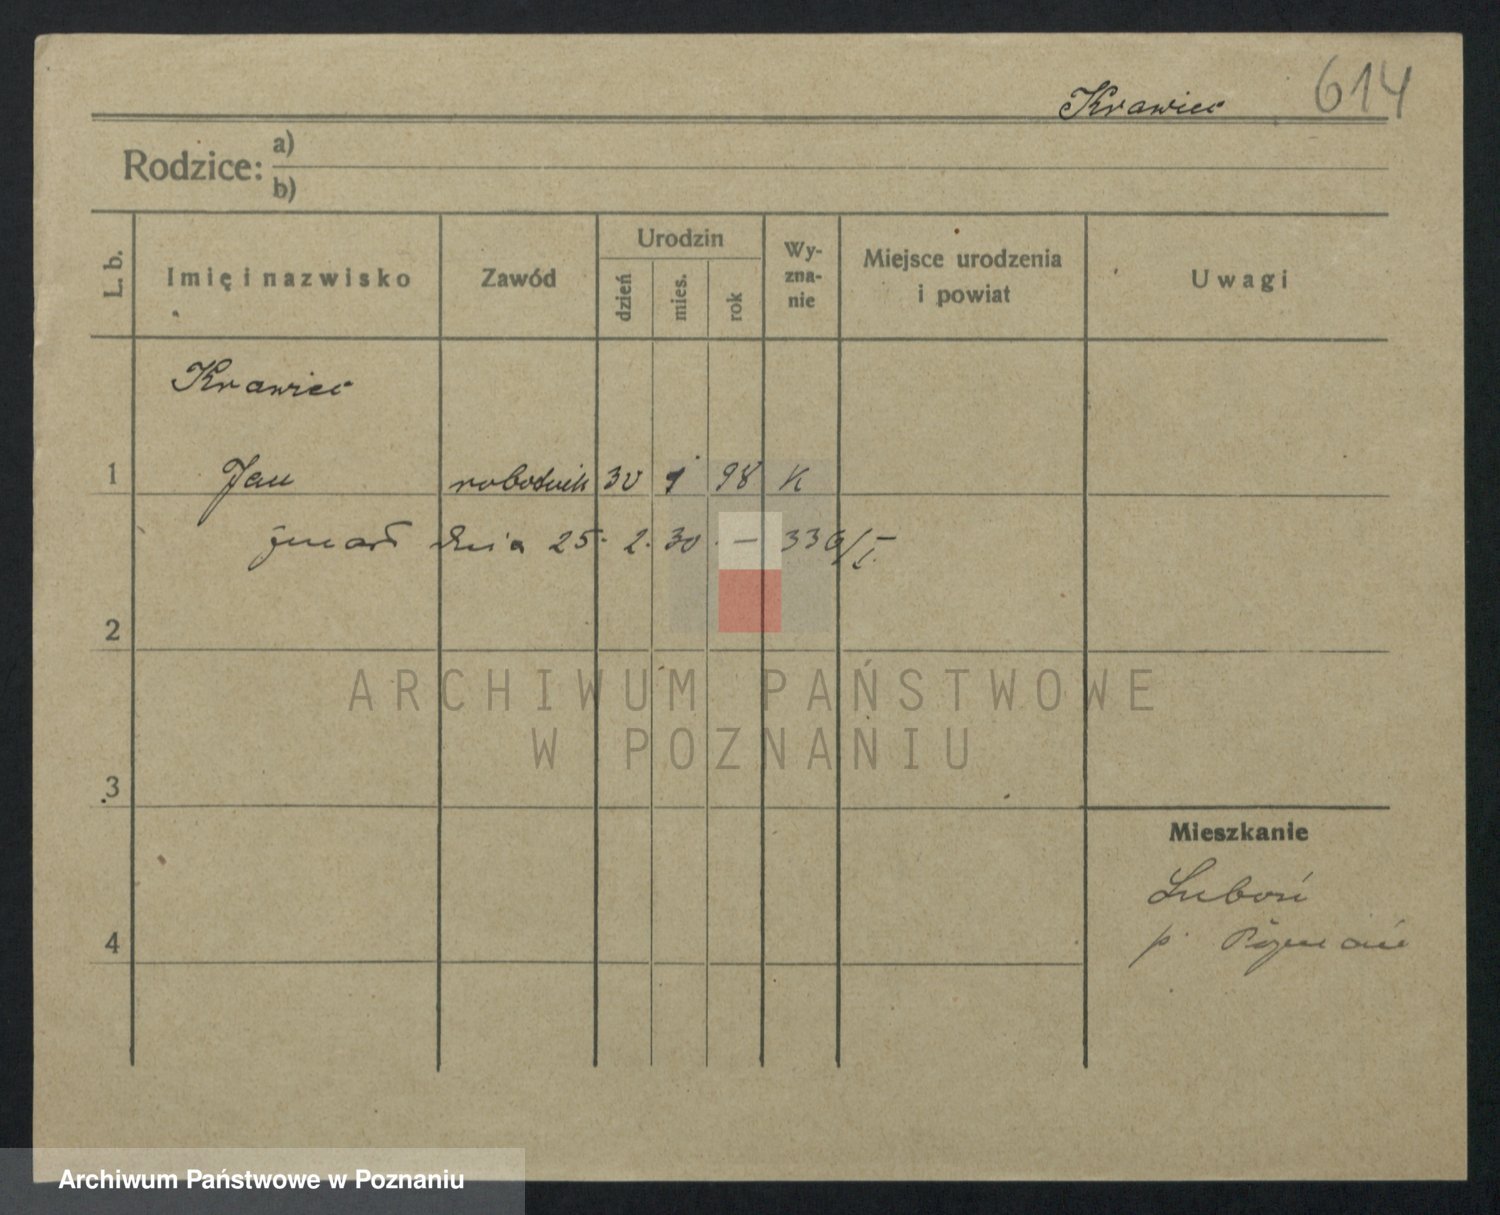 Krawiec 614
Rodzice: a)
b)
L. b. Imię i nazwisko Zawód Urodzin dzień mies. rok Wy-zna-nie Miejsce urodzenia i powiat Uwagi
Krawiec
1 Jan robotnik 30 1 98 K
zmarł dnia 25. 2. 30 — 336/I.
2
ARCHIWUM PAŃSTWOWE
W POZNANIU
3
Mieszkanie
Luboń
4 p. Poznań
Archiwum Państwowe w Poznaniu